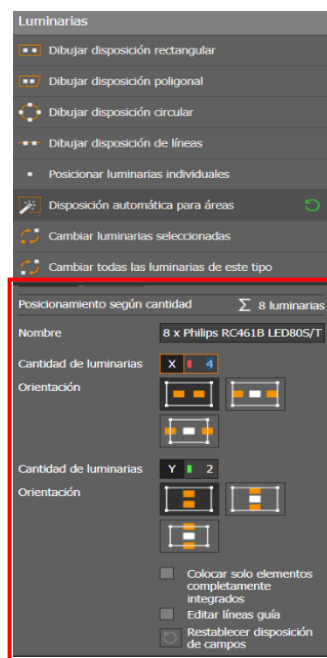 Luminarias
Dibujar disposición rectangular
Dibujar disposición poligonal
Dibujar disposición circular
Dibujar disposición de líneas
Posicionar luminarias individuales
Disposición automática para áreas
Cambiar luminarias seleccionadas
Cambiar todas las luminarias de este tipo
Posicionamiento según cantidad Σ 8 luminarias
Nombre 8 x Philips RC461B LED80S/T
Cantidad de luminarias X 4
Orientación
Cantidad de luminarias Y 2
Orientación
Colocar solo elementos
completamente
integrados
Editar líneas guía
Restablecer disposición
de campos